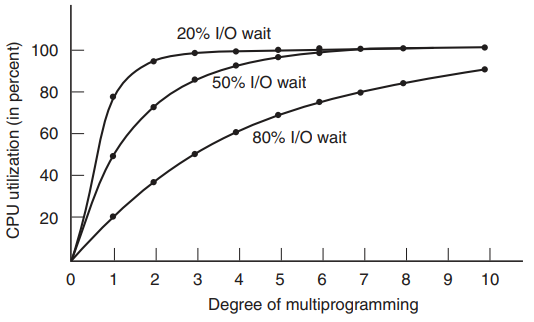 20% I/O wait
50% I/O wait
80% I/O wait
CPU utilization (in percent)
100
80
60
40
20
0 1 2 3 4 5 6 7 8 9 10
Degree of multiprogramming